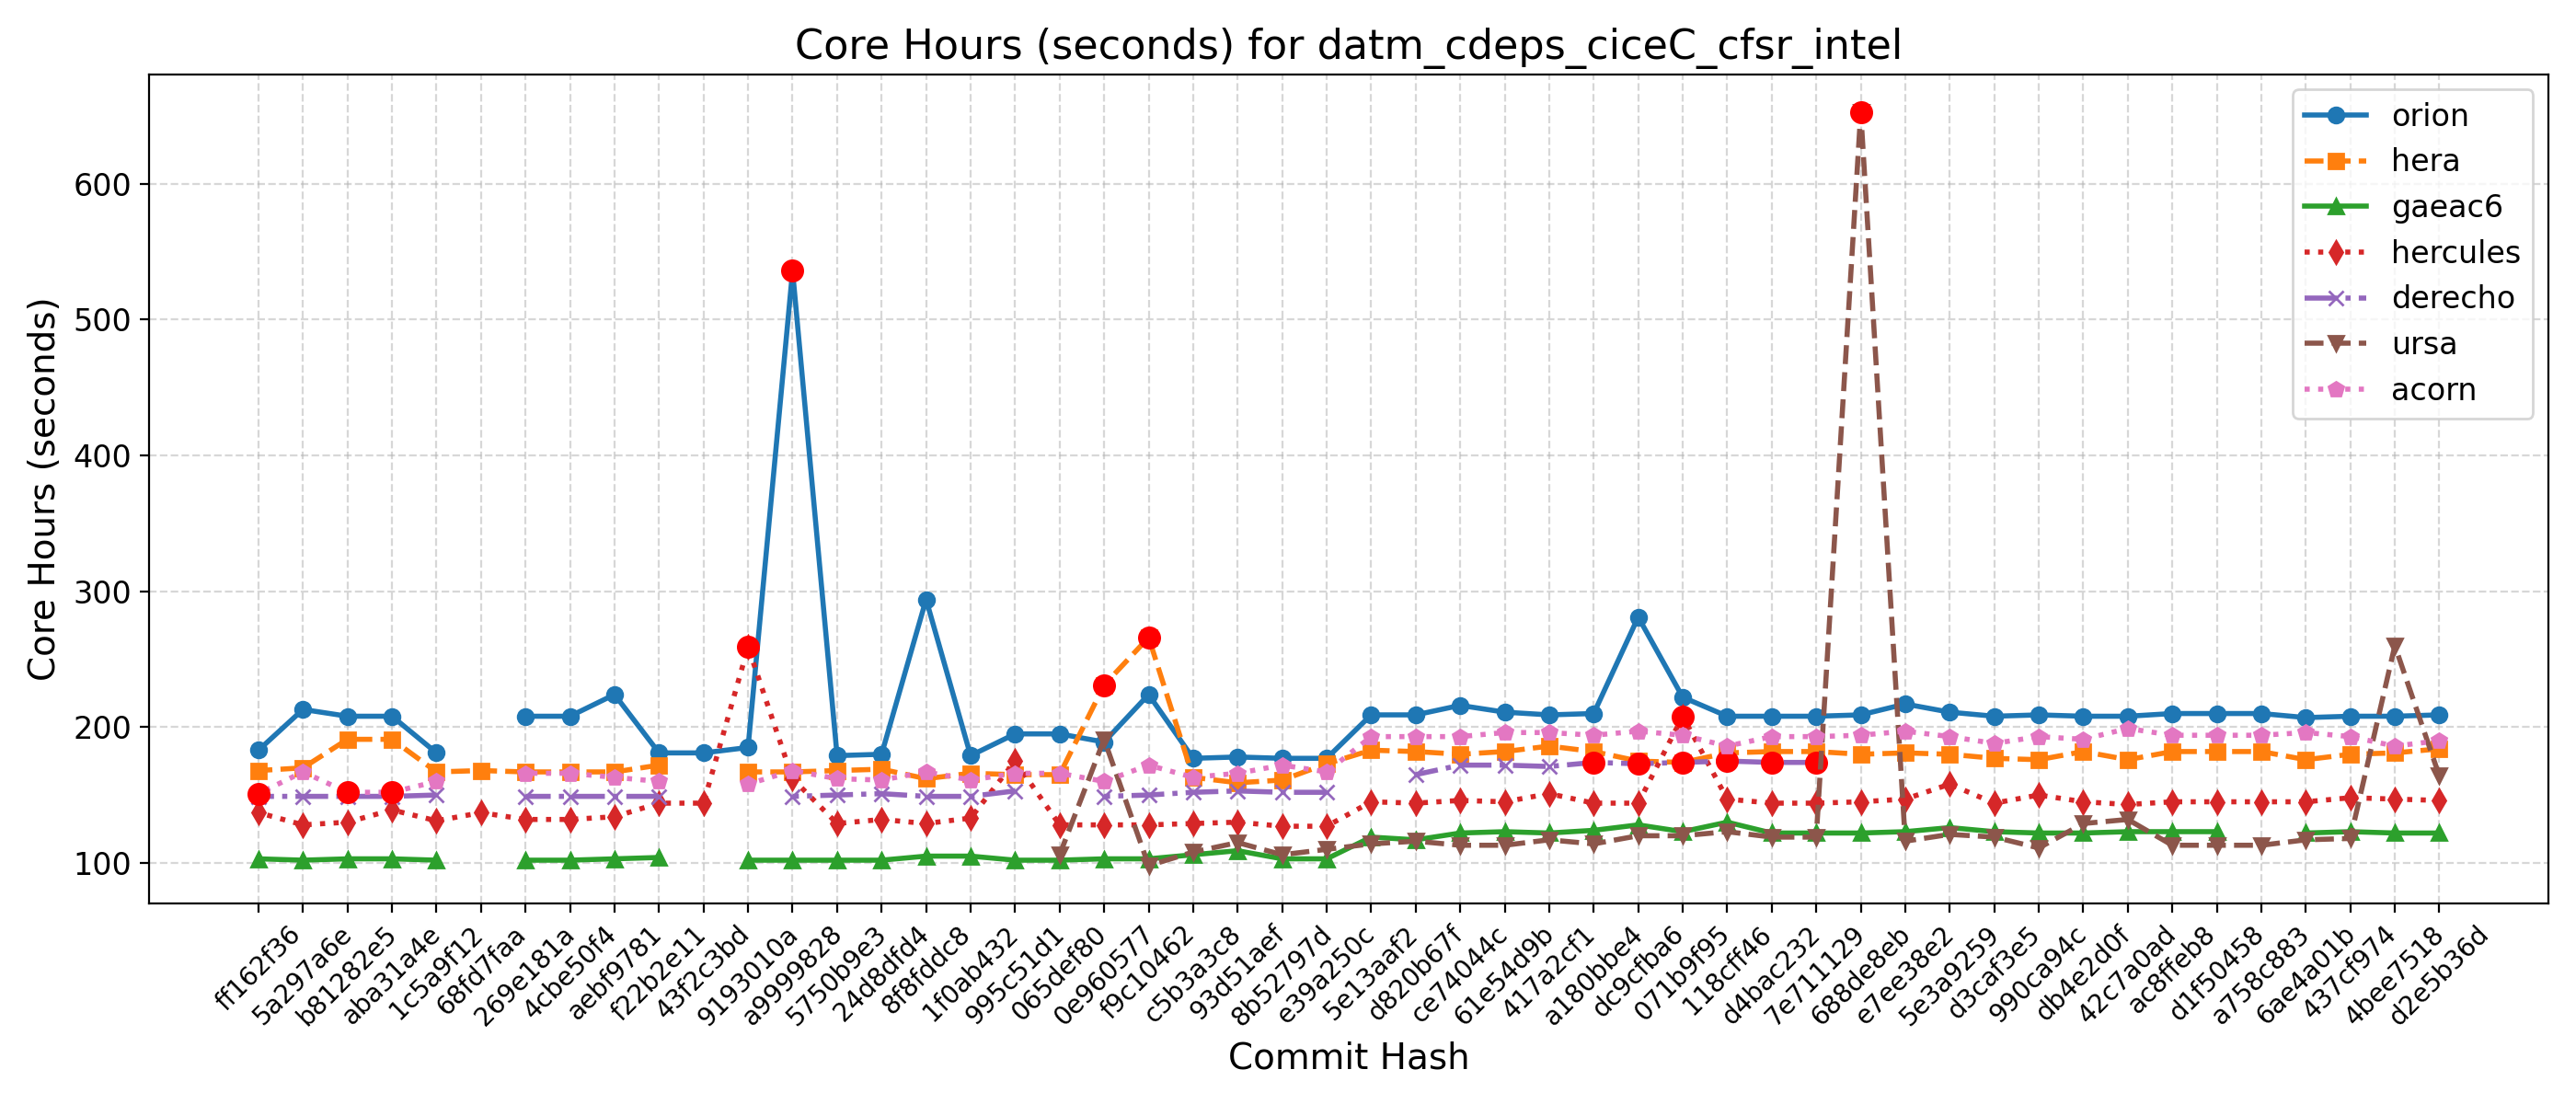 Core Hours (seconds) for datm_cdeps_ciceC_cfsr_intel
Core Hours (seconds)
600
500
400
300
200
100
orion
hera
gaeac6
hercules
derecho
ursa
acorn
ff162f36
5a297a6e
b81282e5
aba31a4e
1c5a9f12
68fd7faa
269e181a
4cbe50f4
aebf9781
f22b2e11
43f2c3bd
9193010a
a9999828
5750b9e3
24d8dfd4
8f8fddc8
1f0ab432
995c51d1
065def80
0e960577
f9c10462
c5b3a3c8
93d51aef
8b52797d
e39a250c
5e13aaf2
d820b67f
ce74044c
61e54d9b
417a2cf1
a180bbe4
dc9cfba6
071b9f95
118cff46
d4bac232
7e711129
688de8eb
e7ee38e2
5e3a9259
d3caf3e5
990ca94c
db4e2d0f
42c7a0ad
ac8ffeb8
d1f50458
a758c883
6ae4a01b
437cf974
4bee7518
d2e5b36d
Commit Hash